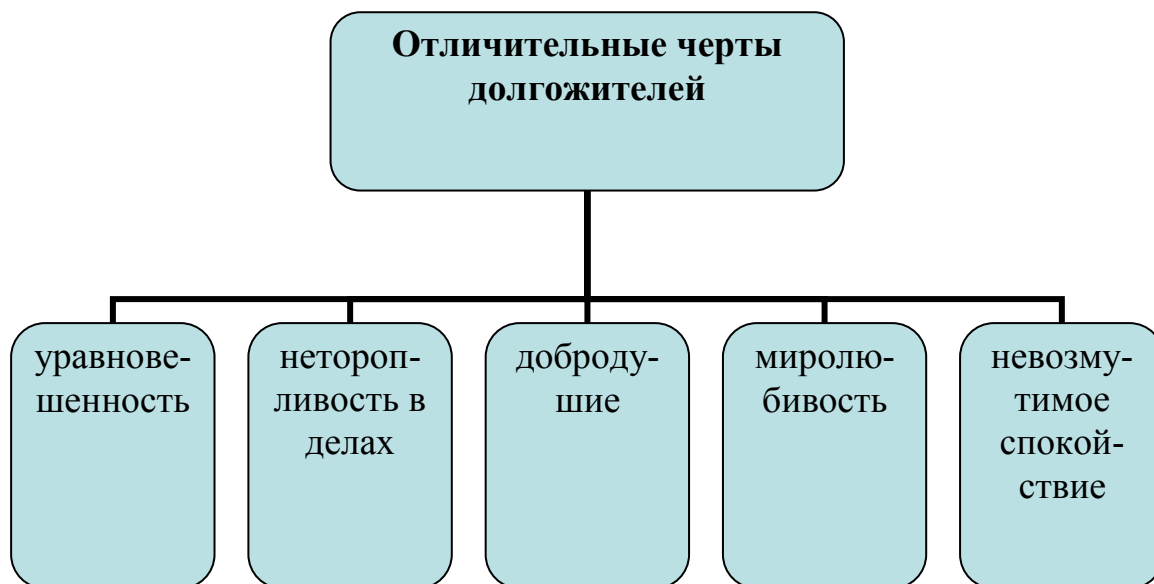 Отличительные черты
долгожителей
уравнове-
шенность
нетороп-
ливость в
делах
доброду-
шие
миролю-
бивость
невозму-
тимое
спокой-
ствие